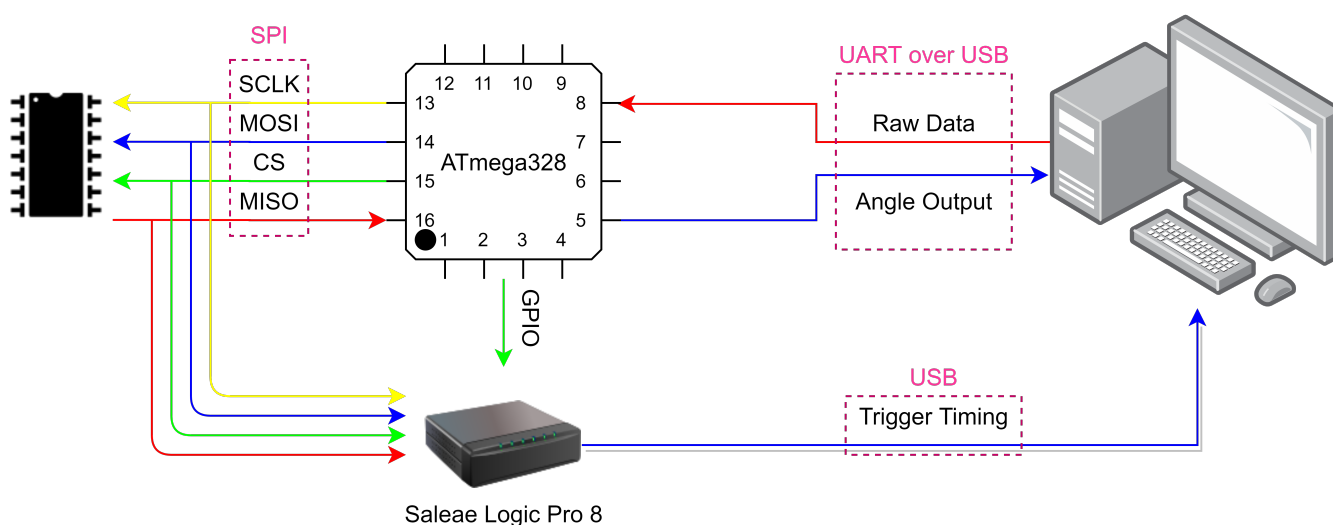 SPI
SCLK
MOSI
CS
MISO
12 11 10 9
13
14
15
16
ATmega328
8
7
6
5
1 2 3 4
GPIO
UART over USB
Raw Data
Angle Output
USB
Trigger Timing
Saleae Logic Pro 8